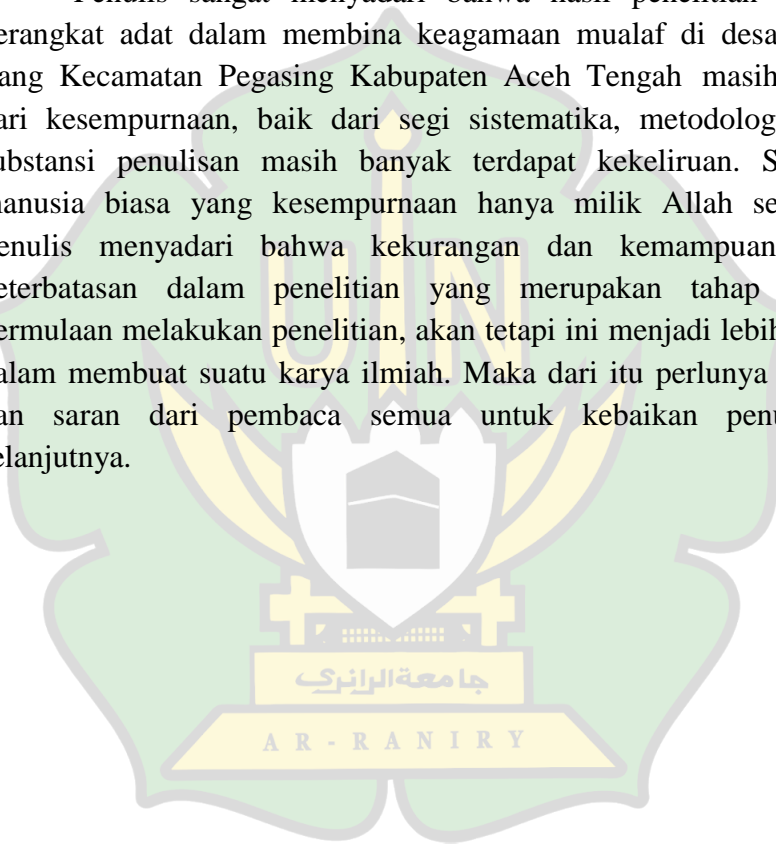 Penulis sangat menyadari bahwa hasil penelitian
erangkat adat dalam membina keagamaan mualaf di desa
ang Kecamatan Pegasing Kabupaten Aceh Tengah masih
ari kesempurnaan, baik dari segi sistematika, metodolog
ubstansi penulisan masih banyak terdapat kekeliruan. S
anusia biasa yang kesempurnaan hanya milik Allah se
enulis menyadari bahwa kekurangan dan kemampuan
eterbatasan dalam penelitian yang merupakan tahap
ermulaan melakukan penelitian, akan tetapi ini menjadi lebih
alam membuat suatu karya ilmiah. Maka dari itu perlunya
an saran dari pembaca semua untuk kebaikan penu
elanjutnya.
UIN
جامعةالرانري
AR-RANIRY